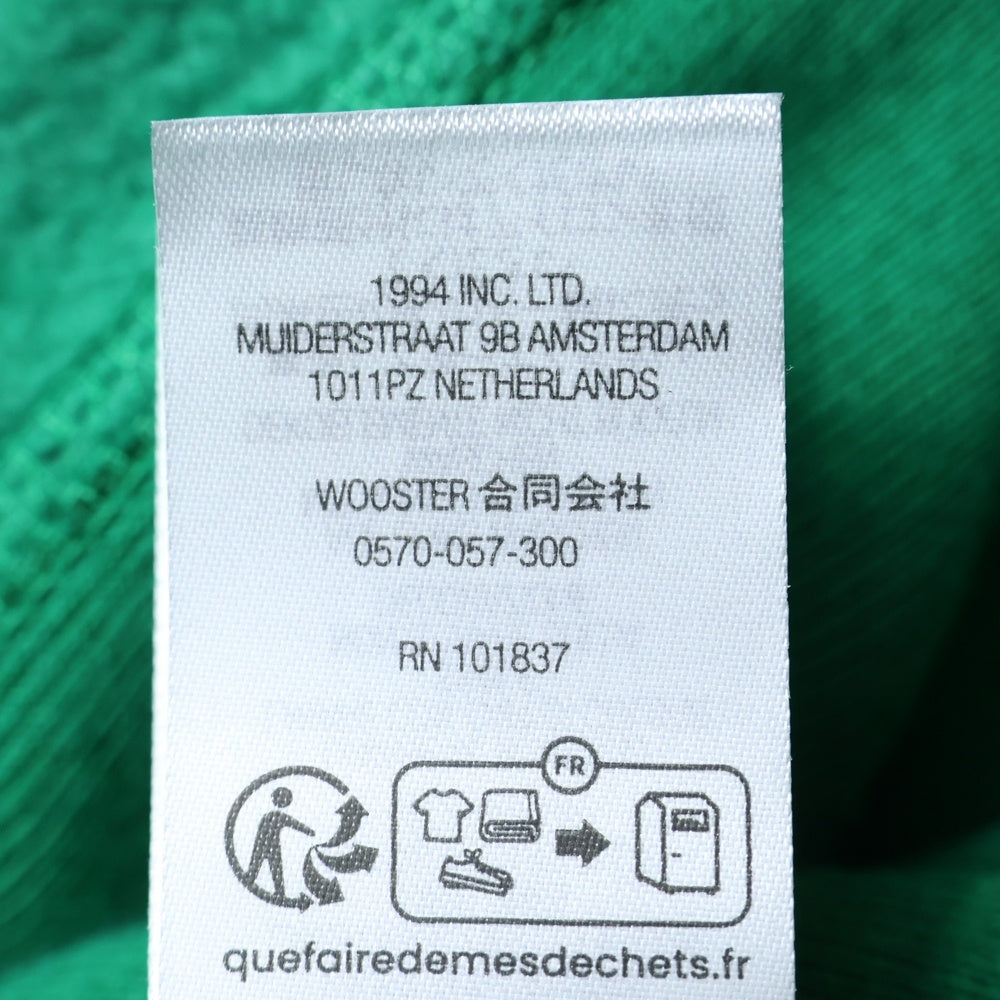 1994 INC. LTD.
MUIDERSTRAAT 9B AMSTERDAM
1011PZ NETHERLANDS
WOOSTER 合同会社
0570-057-300
RN 101837
FR
quefairedemesdechets.fr